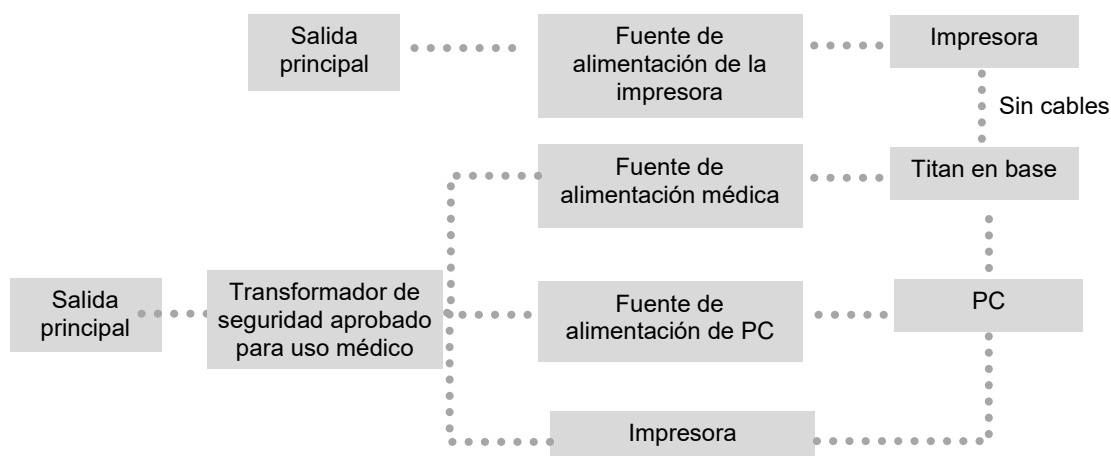 Salida
principal
Fuente de
alimentación de la
impresora
Impresora
Sin cables
Fuente de
alimentación médica
Titan en base
Salida
principal
Transformador de
seguridad aprobado
para uso médico
Fuente de
alimentación de PC
PC
Impresora